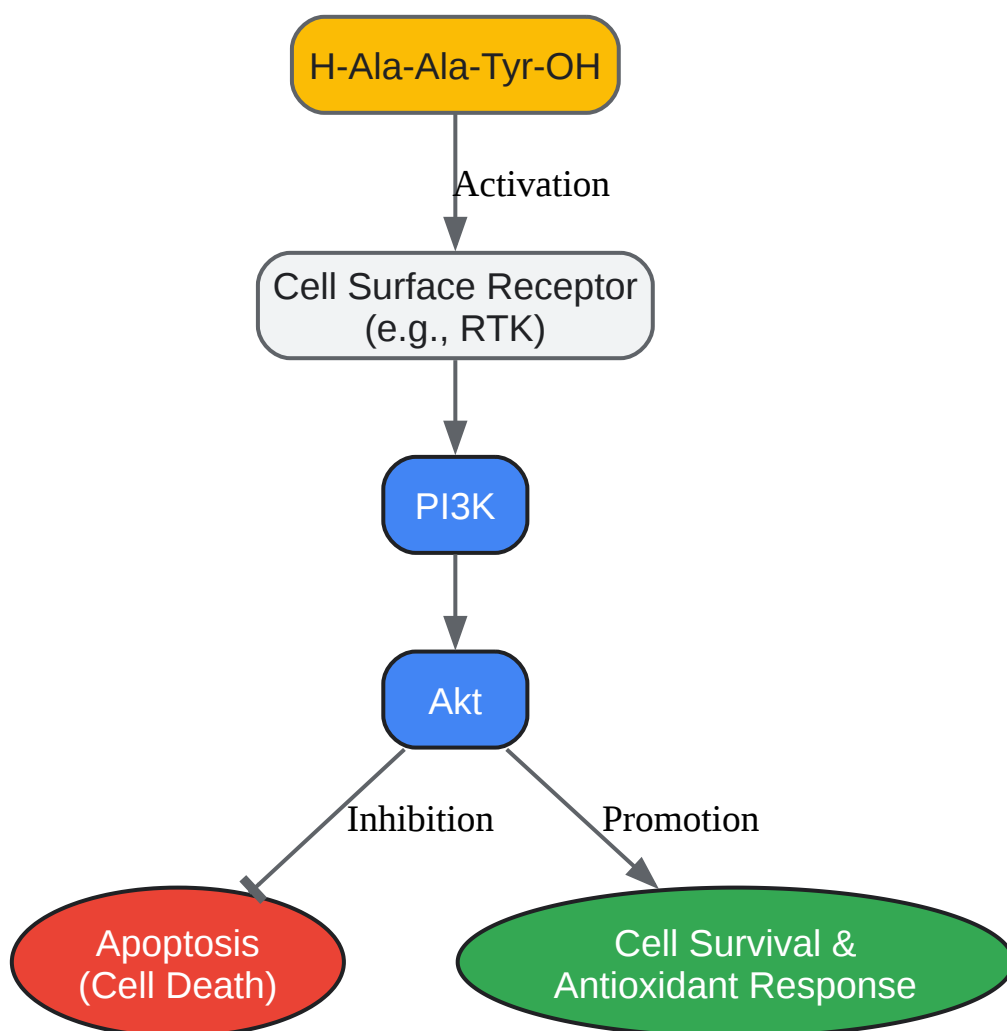 H-Ala-Ala-Tyr-OH
Activation
Cell Surface Receptor
(e.g., RTK)
PI3K
Akt
Inhibition
Promotion
Apoptosis
(Cell Death)
Cell Survival &
Antioxidant Response